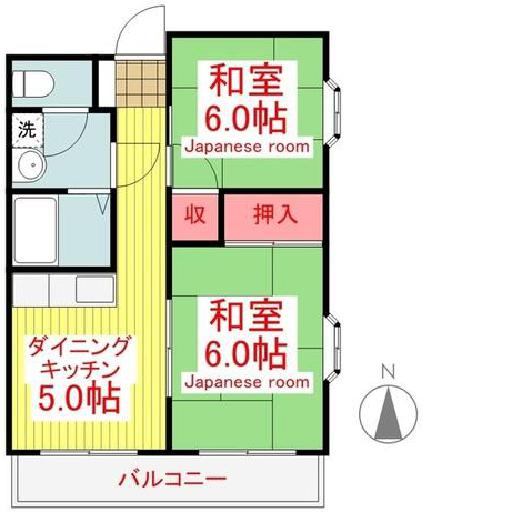 和室
6.0帖
Japanese room
洗
収
押入
和室
6.0帖
Japanese room
ダイニング
キッチン
5.0帖
N
バルコニー